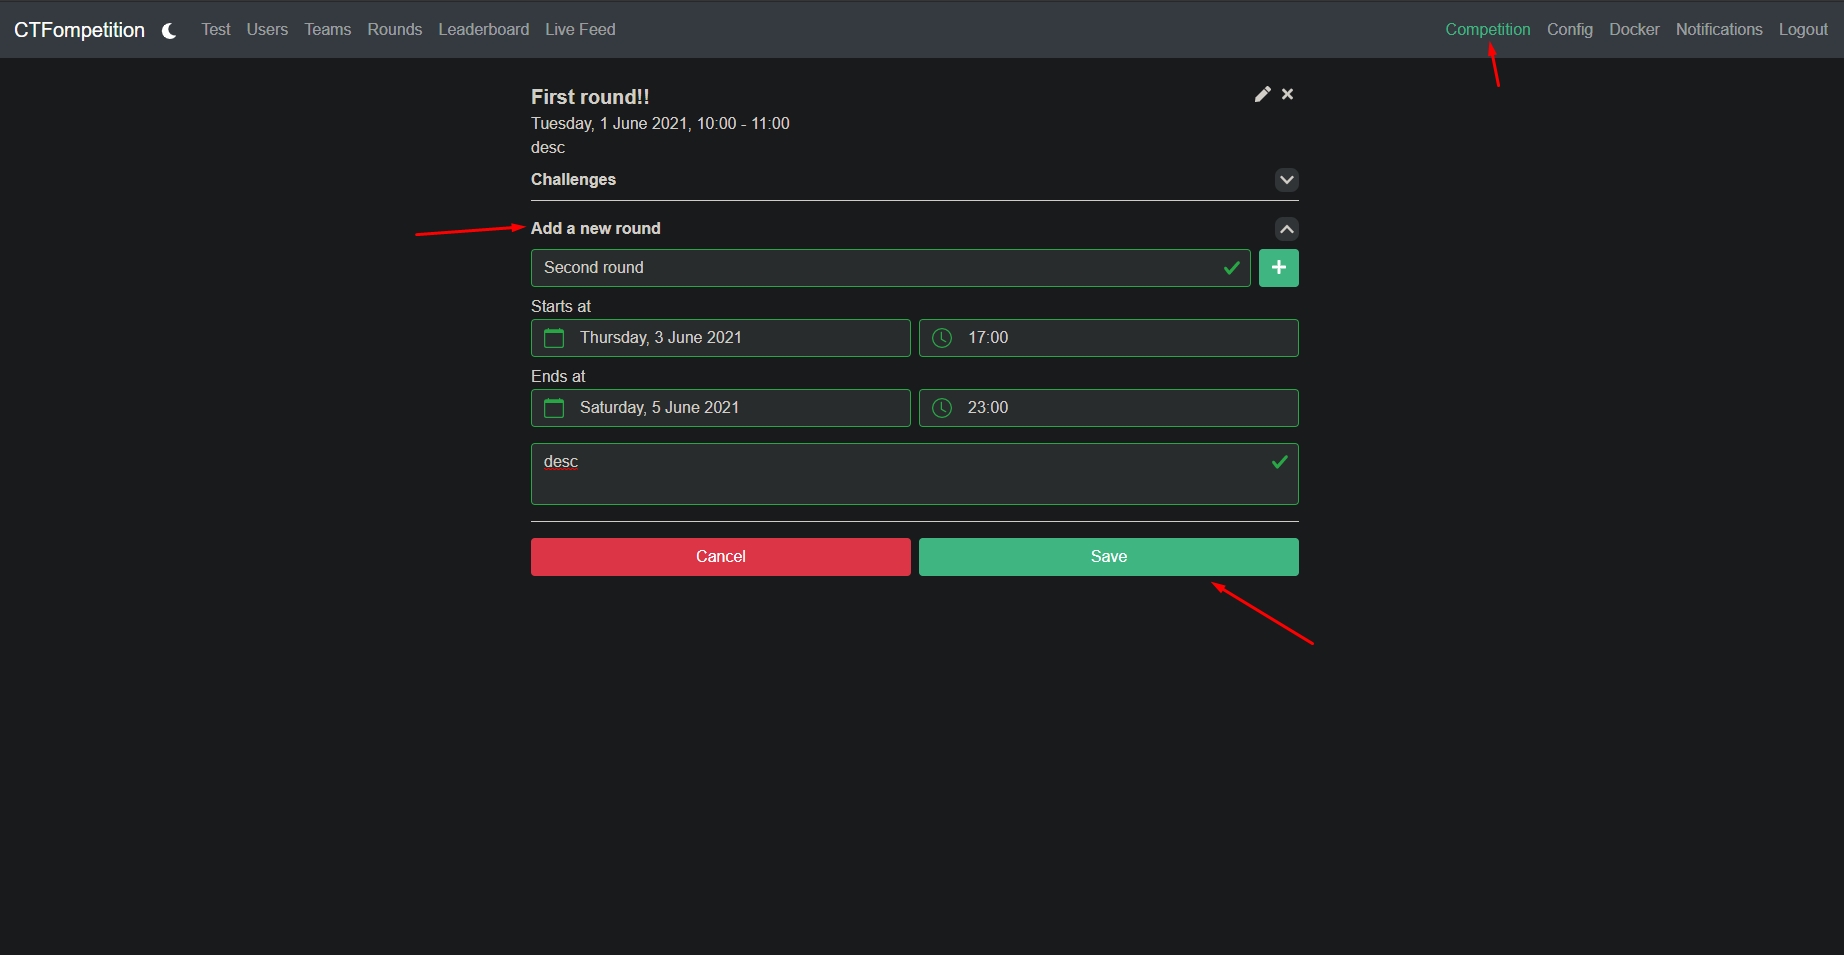 CTFompetition Test Users Teams Rounds Leaderboard Live Feed Competition Config Docker Notifications Logout
First round!!
Tuesday, 1 June 2021, 10:00 - 11:00
desc
Challenges
Add a new round
Second round
Starts at
Thursday, 3 June 2021 17:00
Ends at
Saturday, 5 June 2021 23:00
desc
Cancel Save